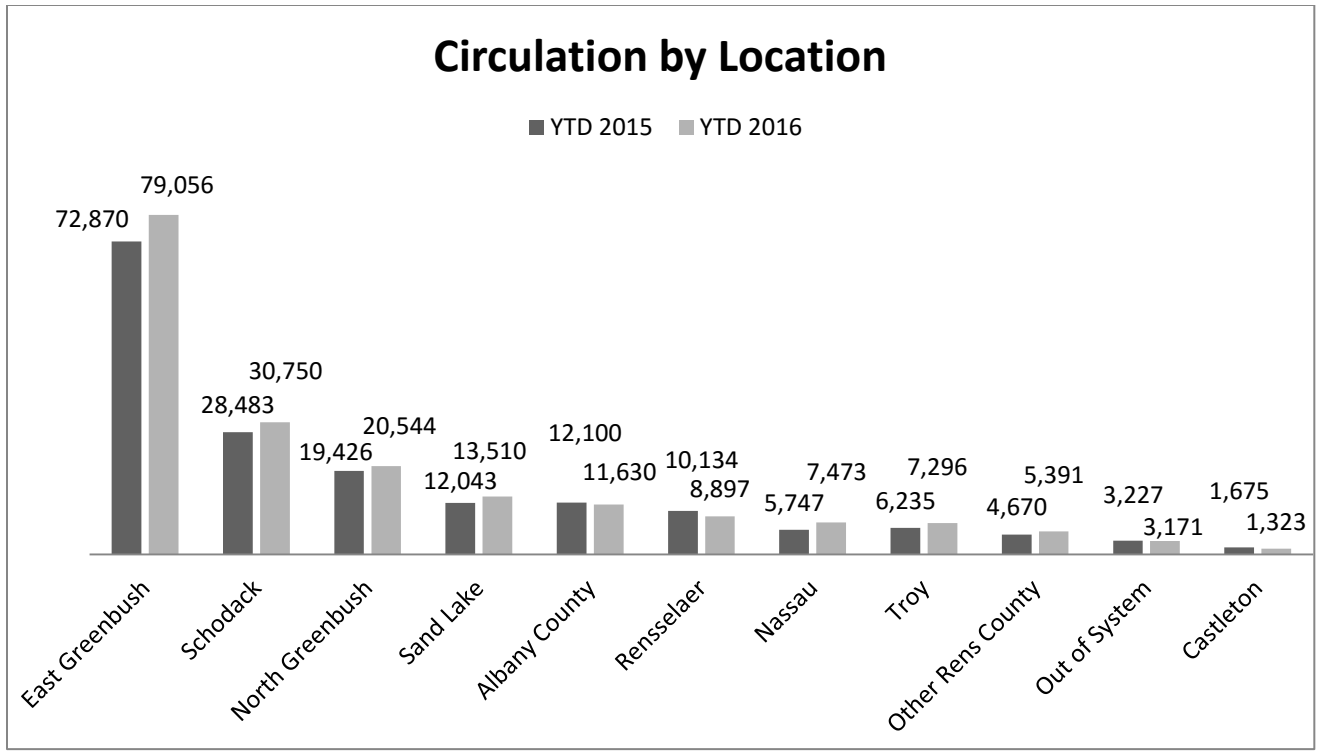 Circulation by Location
YTD 2015 YTD 2016
72,870
79,056
28,483
30,750
19,426
20,544
12,043
13,510
12,100
11,630
10,134
8,897
5,747
7,473
6,235
7,296
4,670
5,391
3,227
3,171
1,675
1,323
East Greenbush
Schodack
North Greenbush
Sand Lake
Albany County
Rensselaer
Nassau
Troy
Other Rens County
Out of System
Castleton